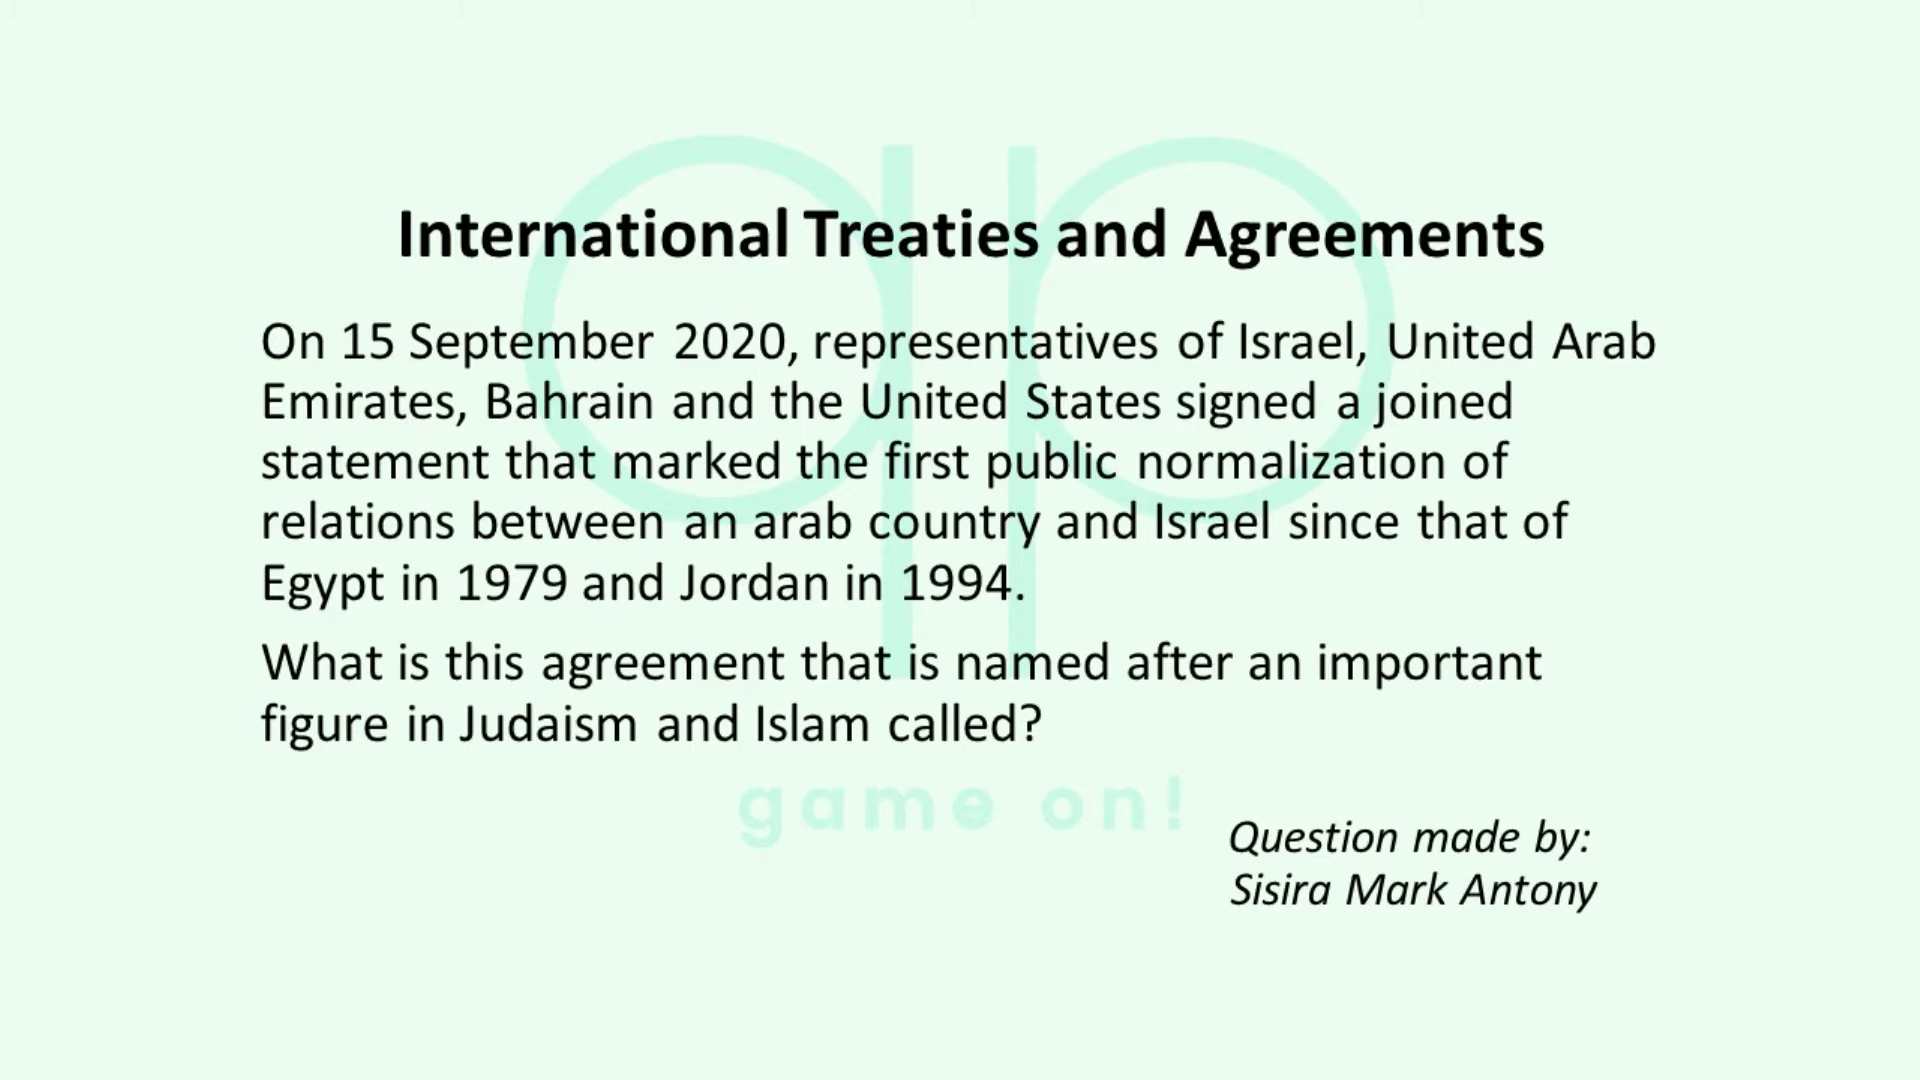 International Treaties and Agreements
On 15 September 2020, representatives of Israel, United Arab
Emirates, Bahrain and the United States signed a joined
statement that marked the first public normalization of
relations between an arab country and Israel since that of
Egypt in 1979 and Jordan in 1994.
What is this agreement that is named after an important
figure in Judaism and Islam called?
game on!
Question made by:
Sisira Mark Antony